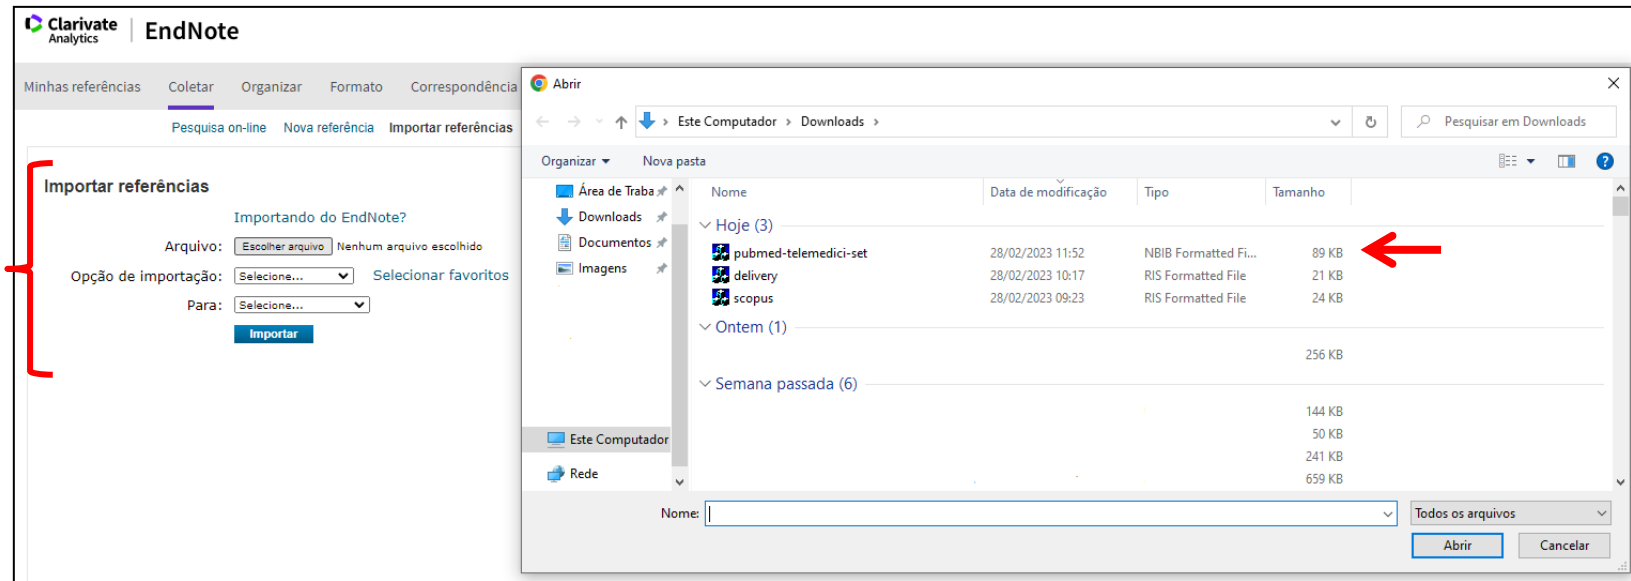 Clarivate
Analytics
EndNote
Minhas referências Coletar Organizar Formato Correspondência
Pesquisa on-line Nova referência Importar referências
Importar referências
Importando do EndNote?
Arquivo: Escolher arquivo Nenhum arquivo escolhido
Opção de importação: Selecione... Selecionar favoritos
Para: Selecione...
Importar
Abrir
Este Computador > Downloads >
Pesquisar em Downloads
Organizar Nova pasta
Área de Traba
Downloads
Documentos
Imagens
Este Computador
Rede
Nome Data de modificação Tipo Tamanho
Hoje (3)
pubmed-telemedici-set 28/02/2023 11:52 NBIB Formatted Fi... 89 KB
delivery 28/02/2023 10:17 RIS Formatted File 21 KB
scopus 28/02/2023 09:23 RIS Formatted File 24 KB
Ontem (1)
256 KB
Semana passada (6)
144 KB
50 KB
241 KB
659 KB
Nome: Todos os arquivos
Abrir Cancelar